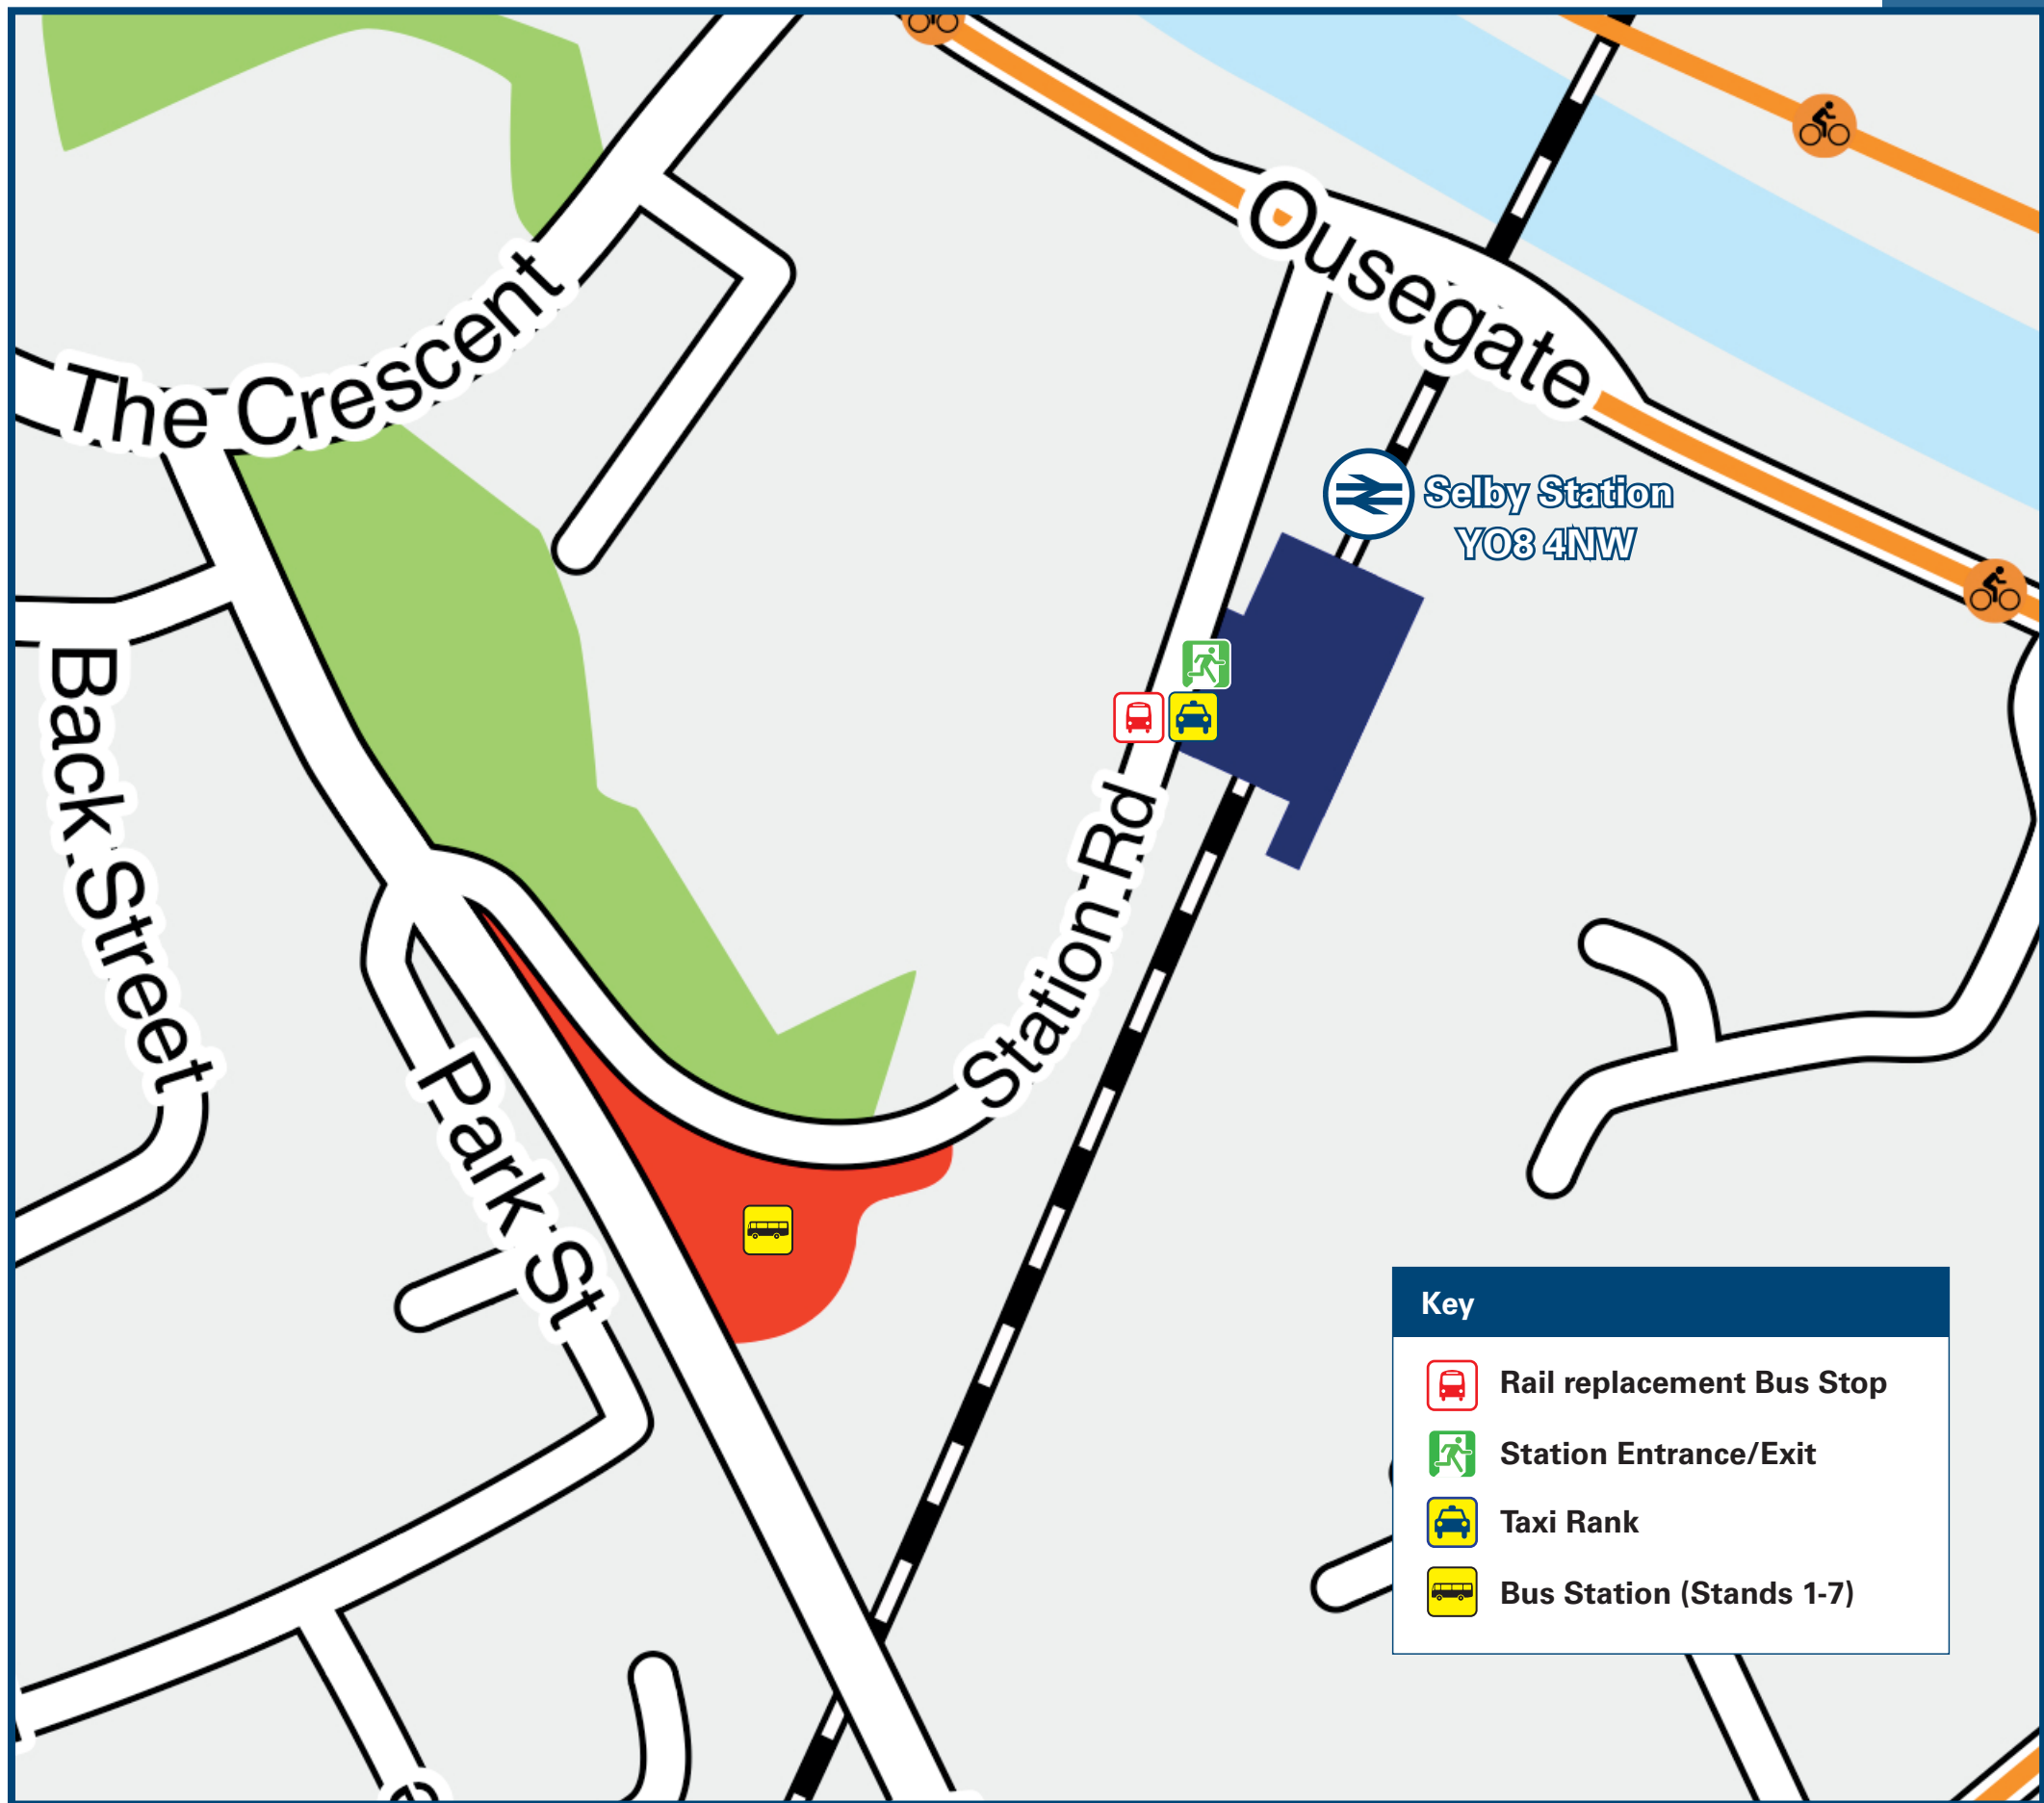 Ousegate
The Crescent
Selby Station
YO8 4NW
Back Street
Station Rd
Park St
Key
Rail replacement Bus Stop
Station Entrance/Exit
Taxi Rank
Bus Station (Stands 1-7)